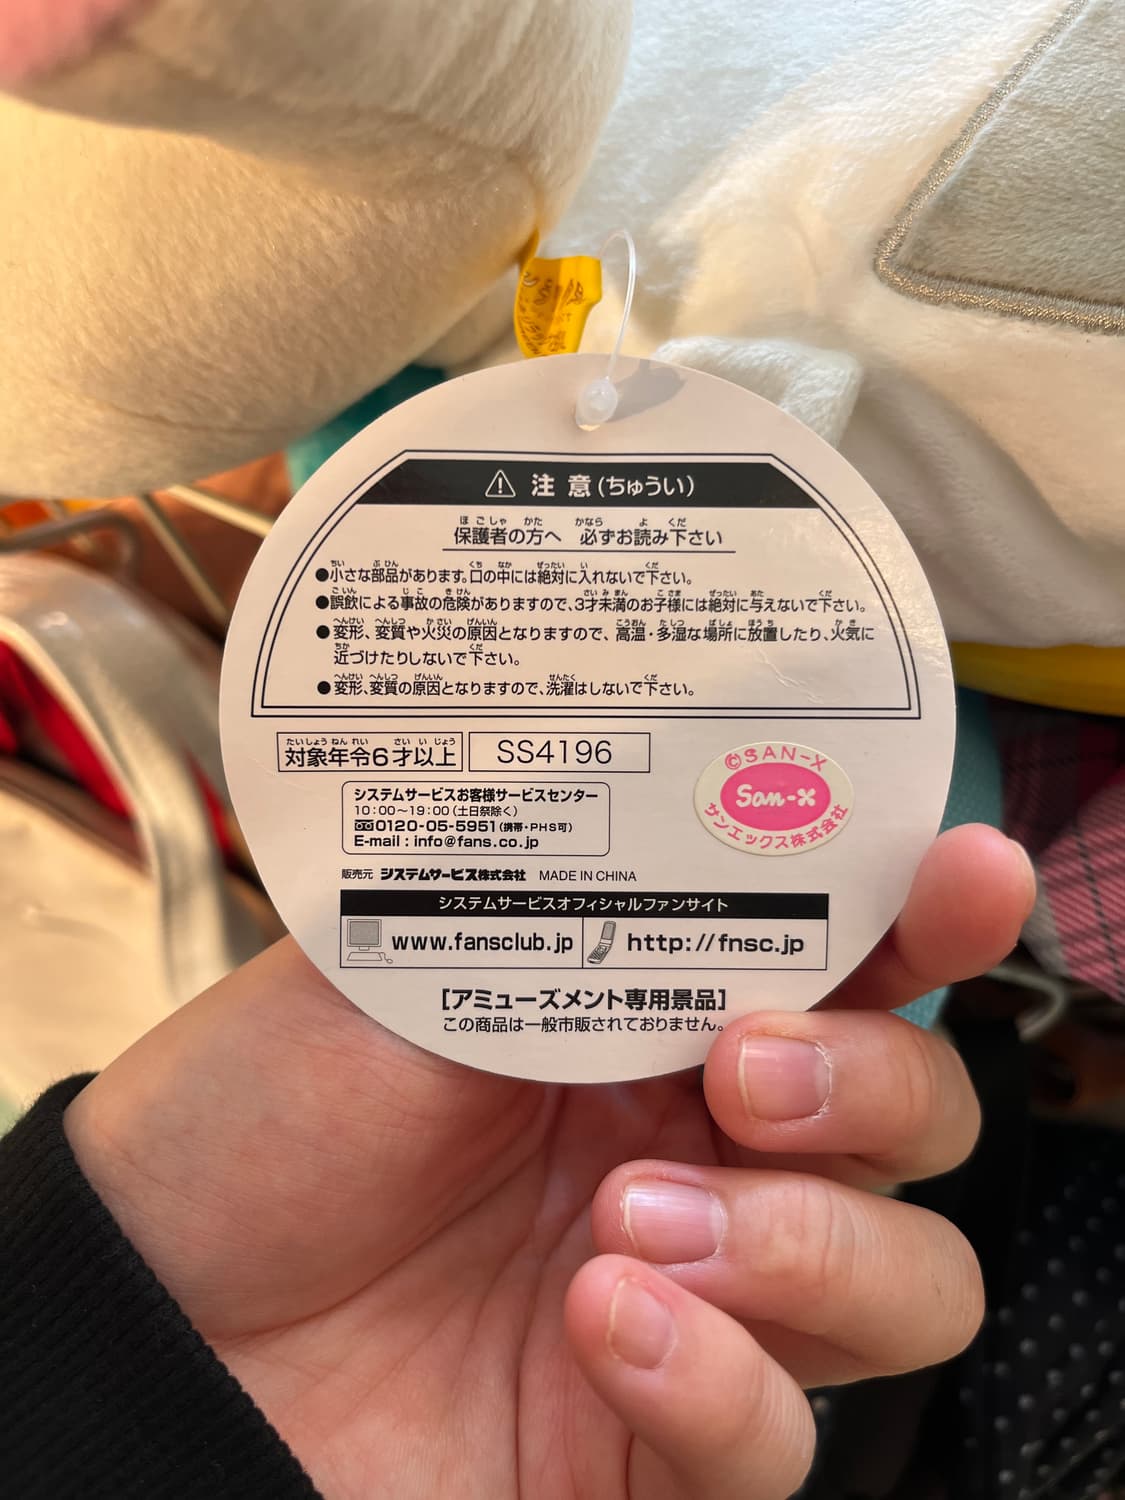 注意(ちゅうい)
保護者の方へ 必ずお読み下さい
●小さな部品があります。口の中には絶対に入れないで下さい。
●誤飲による事故の危険がありますので、3才未満のお子様には絶対に与えないで下さい。
●変形、変質や火災の原因となりますので、高温・多湿な場所に放置したり、火気に
近づけたりしないで下さい。
●変形、変質の原因となりますので、洗濯はしないで下さい。
対象年令6才以上
SS4196
©SAN-X
San-X
サンエックス株式会社
システムサービスお客様サービスセンター
10:00～19:00(土日祭除く)
0120-05-5951(携帯・PHS可)
E-mail : info@fans.co.jp
販売元 システムサービス株式会社 MADE IN CHINA
システムサービスオフィシャルファンサイト
www.fansclub.jp
http://fnsc.jp
[アミューズメント専用景品]
この商品は一般市販されておりません。